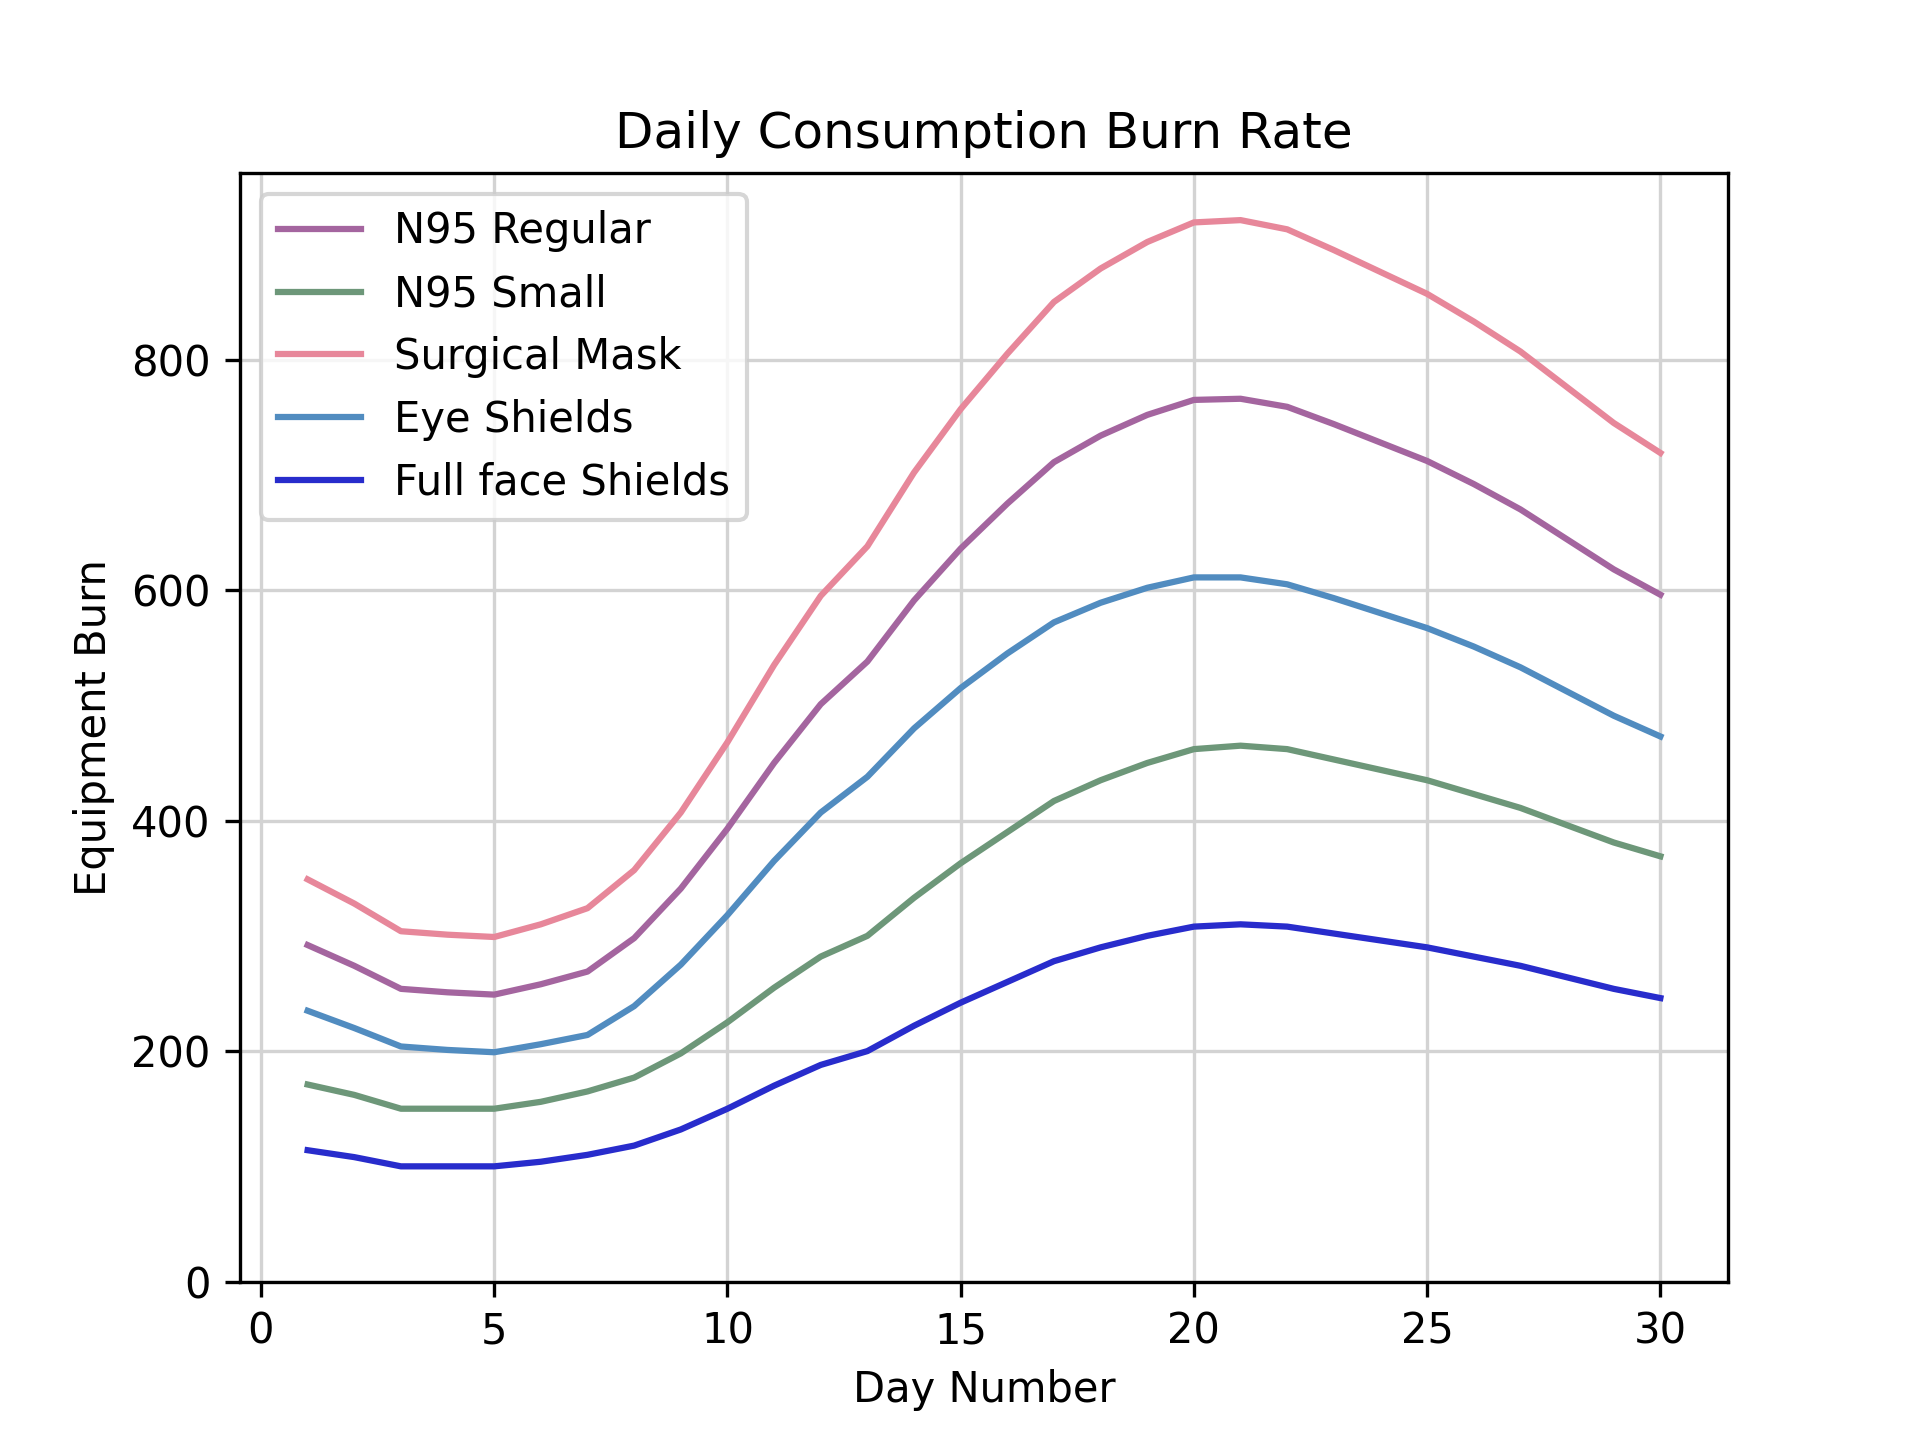 Daily Consumption Burn Rate
N95 Regular
N95 Small
Surgical Mask
Eye Shields
Full face Shields
800
600
400
200
0
Equipment Burn
0 5 10 15 20 25 30
Day Number